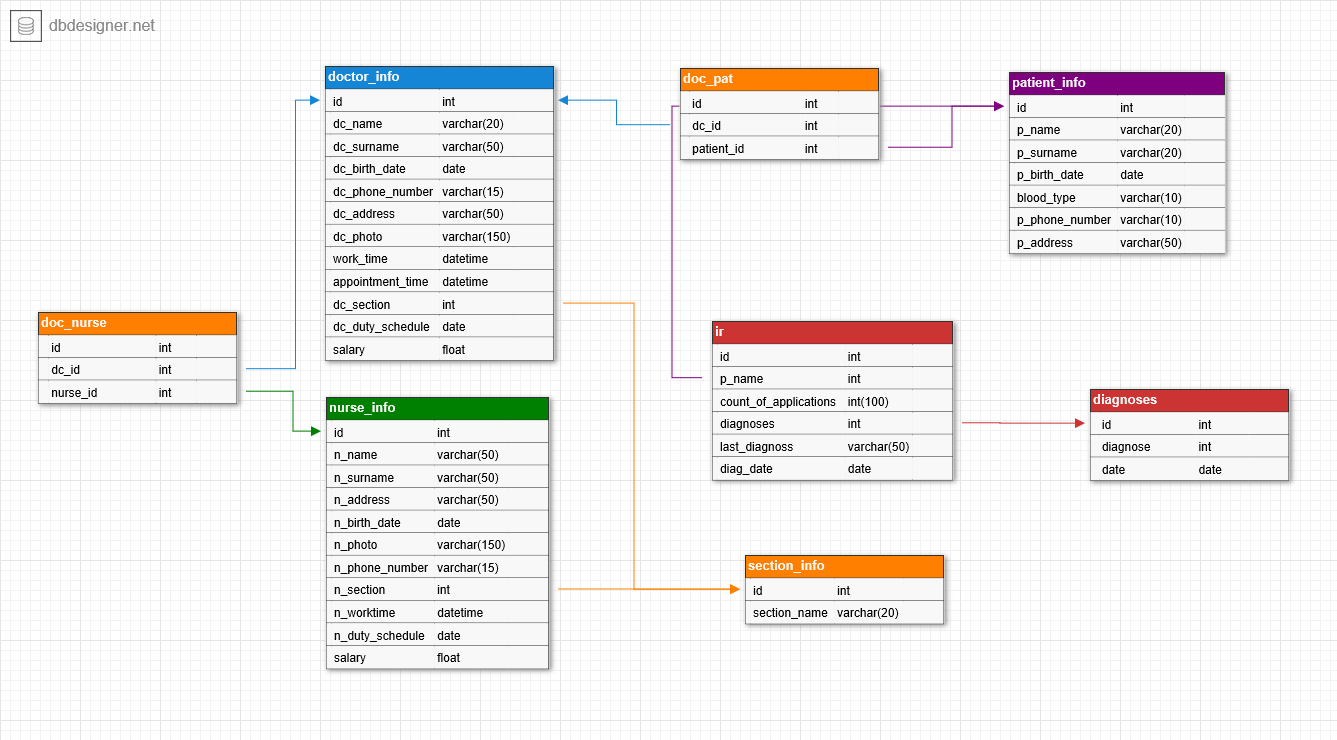 dbdesigner.net
doctor_info
id int
dc_name varchar(20)
dc_surname varchar(50)
dc_birth_date date
dc_phone_number varchar(15)
dc_address varchar(50)
dc_photo varchar(150)
work_time datetime
appointment_time datetime
dc_section int
dc_duty_schedule date
salary float
doc_pat
id int
dc_id int
patient_id int
patient_info
id int
p_name varchar(20)
p_surname varchar(20)
p_birth_date date
blood_type varchar(10)
p_phone_number varchar(10)
p_address varchar(50)
doc_nurse
id int
dc_id int
nurse_id int
nurse_info
id int
n_name varchar(50)
n_surname varchar(50)
n_address varchar(50)
n_birth_date date
n_photo varchar(150)
n_phone_number varchar(15)
n_section int
n_worktime datetime
n_duty_schedule date
salary float
ir
id int
p_name int
count_of_applications int(100)
diagnoses int
last_diagnoss varchar(50)
diag_date date
diagnoses
id int
diagnose int
date date
section_info
id int
section_name varchar(20)